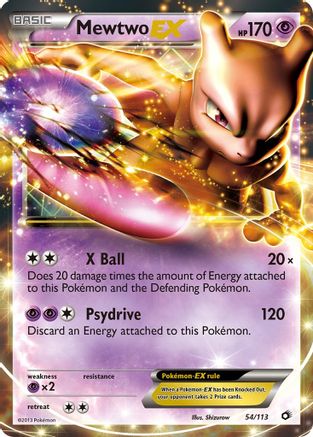 BASIC
Mewtwo EX
HP 170
X Ball 20×
Does 20 damage times the amount of Energy attached
to this Pokémon and the Defending Pokémon.
Psydrive 120
Discard an Energy attached to this Pokémon.
weakness
×2
resistance
retreat
Pokémon-EX rule
When a Pokémon-EX has been Knocked Out,
your opponent takes 2 Prize cards.
©2013 Pokémon
Illus. Shizurow
54/113